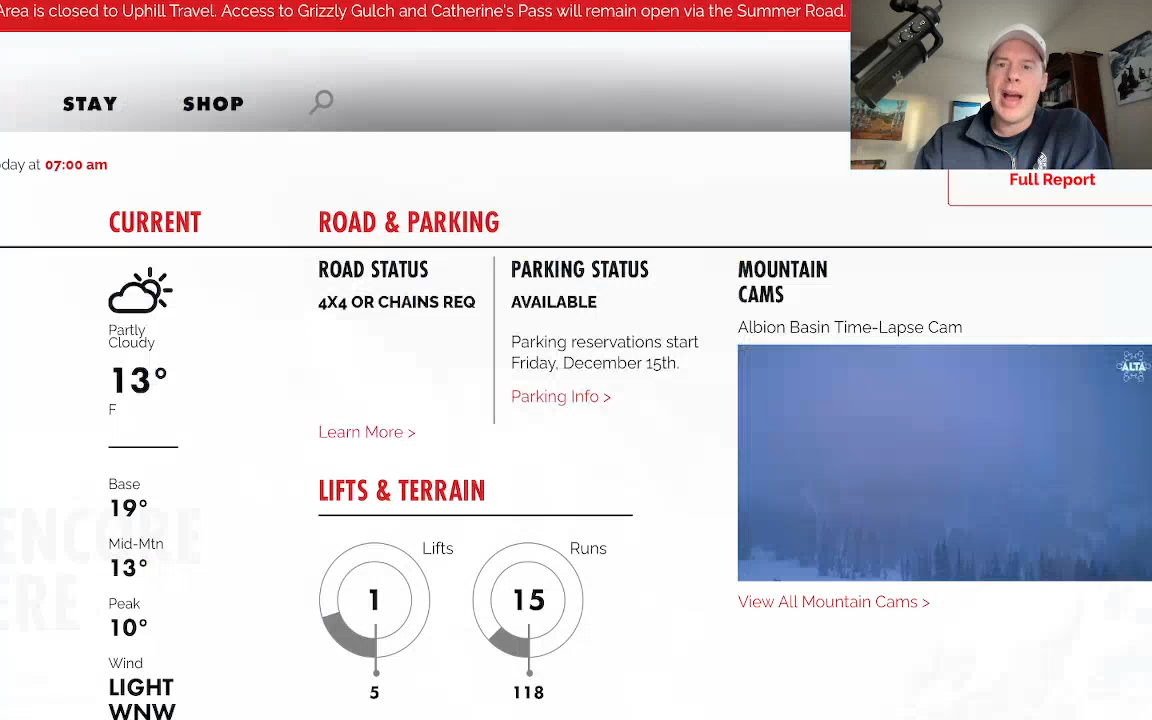 Area is closed to Uphill Travel. Access to Grizzly Gulch and Catherine's Pass will remain open via the Summer Road.
STAY
SHOP
day at 07:00 am
Full Report
CURRENT
ROAD & PARKING
ROAD STATUS
4X4 OR CHAINS REQ
Learn More >
PARKING STATUS
AVAILABLE
Parking reservations start
Friday, December 15th.
Parking Info >
MOUNTAIN
CAMS
Albion Basin Time-Lapse Cam
ALTA
View All Mountain Cams >
Partly
Cloudy
13°
F
Base
19°
Mid-Mtn
13°
Peak
10°
Wind
LIGHT
WNW
LIFTS & TERRAIN
Lifts
1
5
Runs
15
118
ENCORE
ERE